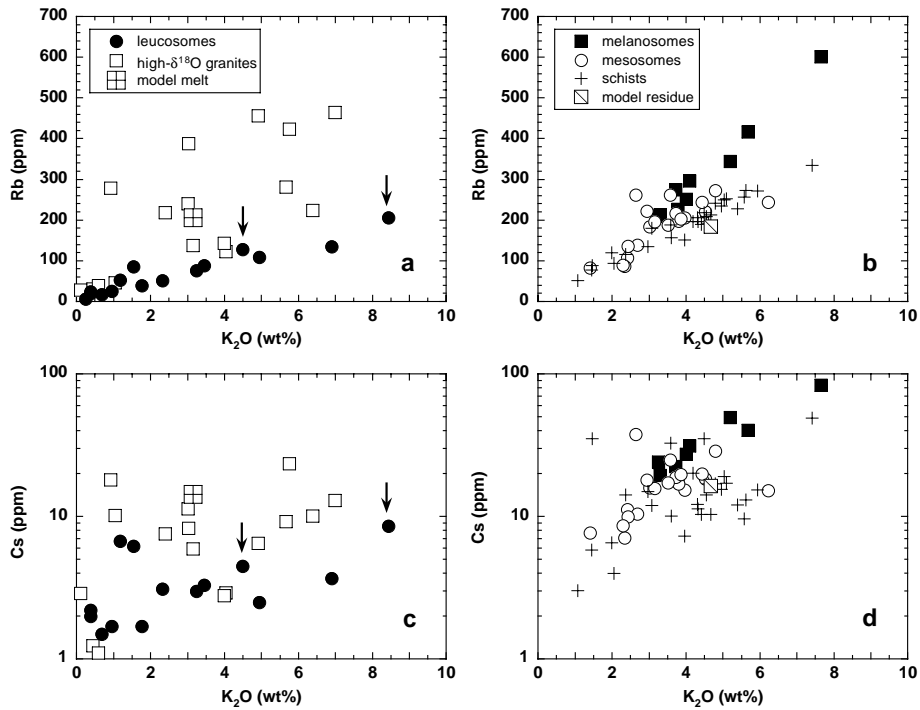 700
600
500
400
300
200
100
0
Rb (ppm)
leucosomes
high-δ¹⁸O granites
model melt
a
0 2 4 6 8 10
K₂O (wt%)
700
600
500
400
300
200
100
0
Rb (ppm)
melanosomes
mesosomes
schists
model residue
b
0 2 4 6 8 10
K₂O (wt%)
100
10
1
Cs (ppm)
c
0 2 4 6 8 10
K₂O (wt%)
100
10
1
Cs (ppm)
d
0 2 4 6 8 10
K₂O (wt%)